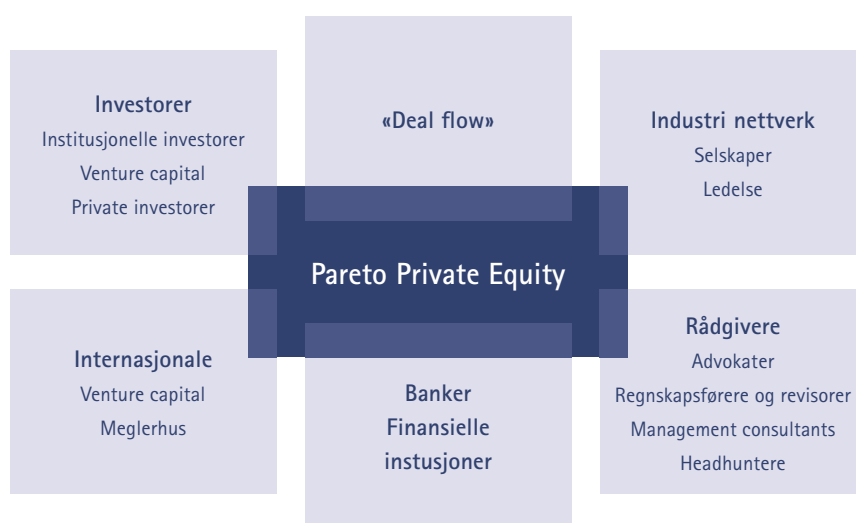 Investorer
Institusjonelle investorer
Venture capital
Private investorer
«Deal flow»
Industri nettverk
Selskaper
Ledelse
Pareto Private Equity
Internasjonale
Venture capital
Meglerhus
Banker
Finansielle
instusjoner
Rådgivere
Advokater
Regnskapsførere og revisorer
Management consultants
Headhuntere